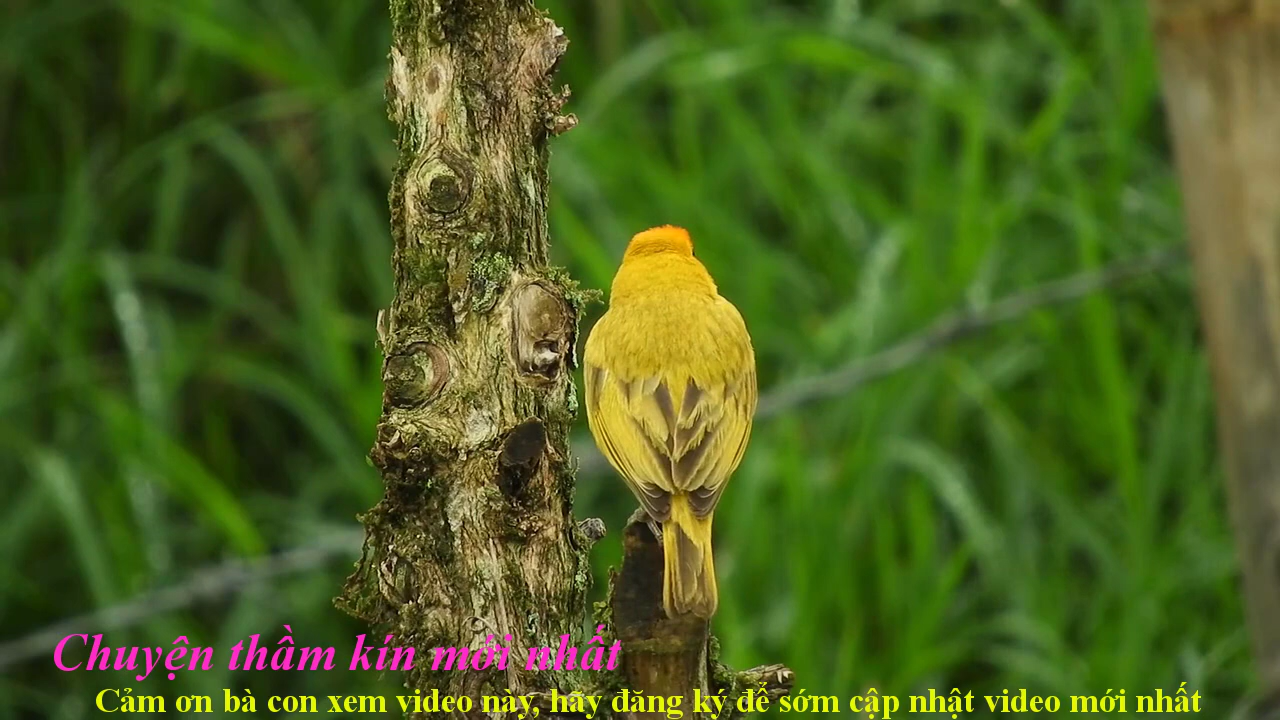 Chuyện thầm kín mới nhất
Cảm ơn bà con xem video này, hãy đăng ký để sớm cập nhật video mới nhất